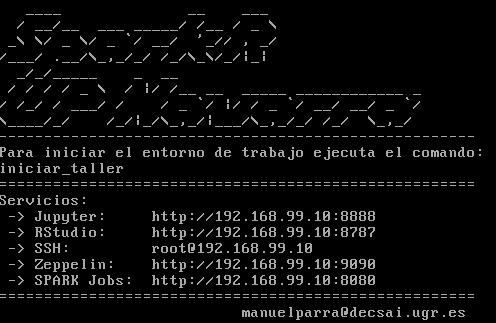 Para iniciar el entorno de trabajo ejecuta el comando:
iniciar_taller
Servicios:
-> Jupyter: http://192.168.99.10:8888
-> RStudio: http://192.168.99.10:8787
-> SSH: root@192.168.99.10
-> Zeppelin: http://192.168.99.10:9090
-> SPARK Jobs: http://192.168.99.10:8080
manuelparra@decsai.ugr.es